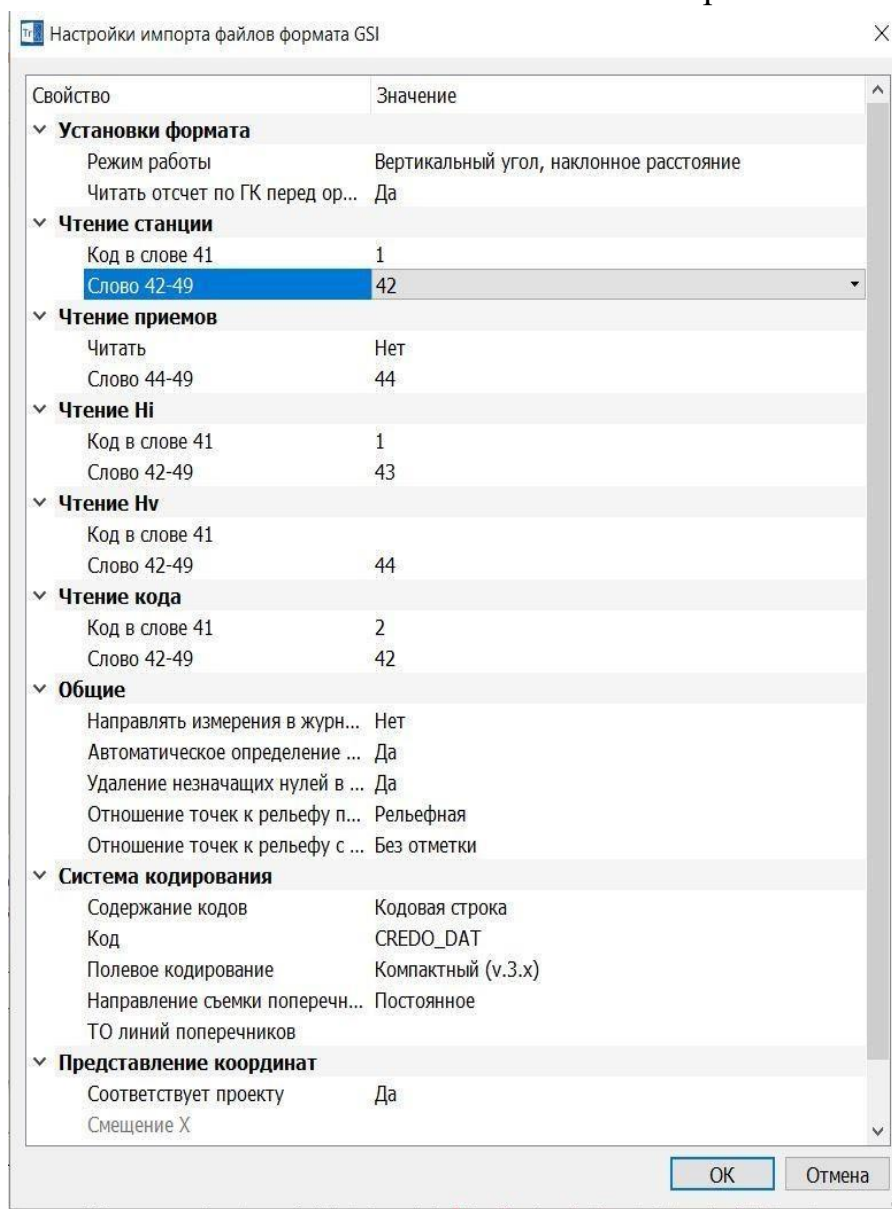 Настройки импорта файлов формата GSI
Свойство Значение
Установки формата
Режим работы Вертикальный угол, наклонное расстояние
Читать отсчет по ГК перед ор... Да
Чтение станции
Код в слове 41 1
Слово 42-49 42
Чтение приемов
Читать Нет
Слово 44-49 44
Чтение Hi
Код в слове 41 1
Слово 42-49 43
Чтение Hv
Код в слове 41
Слово 42-49 44
Чтение кода
Код в слове 41 2
Слово 42-49 42
Общие
Направлять измерения в журн... Нет
Автоматическое определение ... Да
Удаление незначащих нулей в ... Да
Отношение точек к рельефу п... Рельефная
Отношение точек к рельефу с ... Без отметки
Система кодирования
Содержание кодов Кодовая строка
Код CREDO_DAT
Полевое кодирование Компактный (v.3.x)
Направление съемки поперечн... Постоянное
ТО линий поперечников
Представление координат
Соответствует проекту Да
Смещение X
OK Отмена